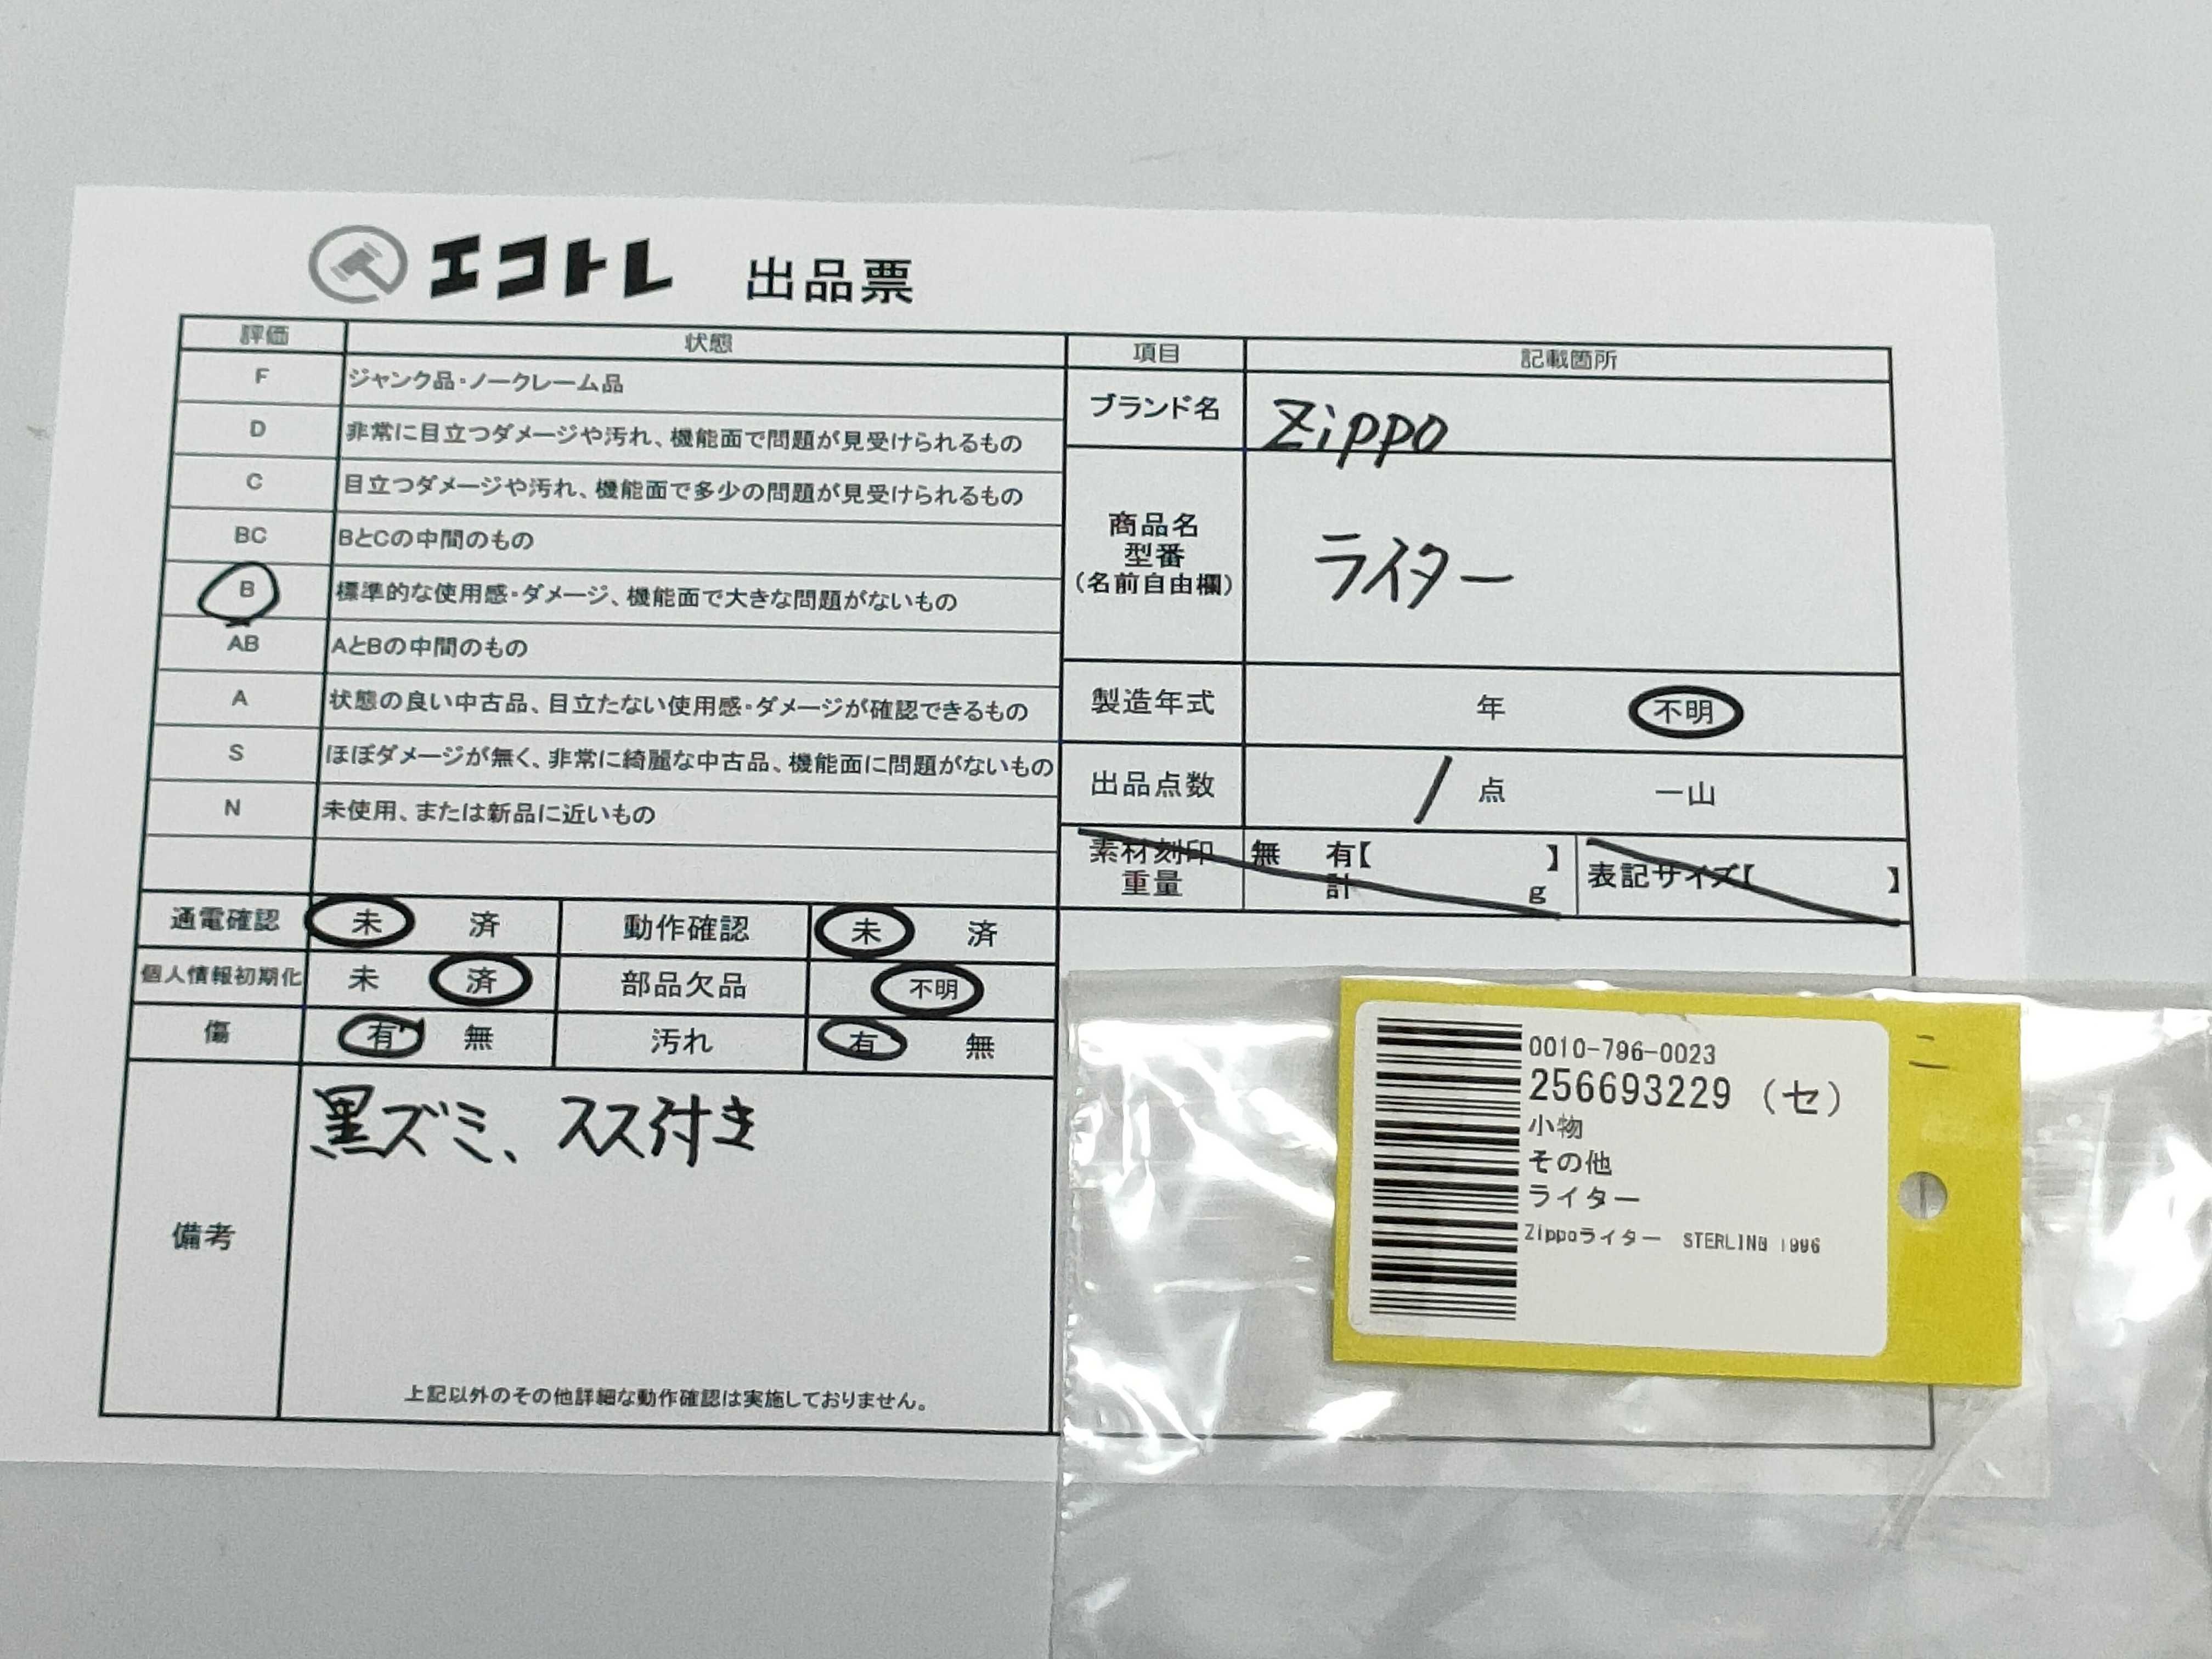 エコトレ 出品票
評価 状態
F ジャンク品・ノークレーム品
D 非常に目立つダメージや汚れ、機能面で問題が見受けられるもの
C 目立つダメージや汚れ、機能面で多少の問題が見受けられるもの
BC BとCの中間のもの
B 標準的な使用感・ダメージ、機能面で大きな問題がないもの
AB AとBの中間のもの
A 状態の良い中古品、目立たない使用感・ダメージが確認できるもの
S ほぼダメージが無く、非常に綺麗な中古品、機能面に問題がないもの
N 未使用、または新品に近いもの
項目 記載箇所
ブランド名 Zippo
商品名
型番
(名前自由欄)
ライター
製造年式 年 不明
出品点数 1 点 一山
素材刻印 無 有【 】
重量 計 g
表記サイズ【 】
通電確認 未 済 動作確認 未 済
個人情報初期化 未 済 部品欠品 不明
傷 有 無 汚れ 有 無
備考
黒ズミ、スス付き
上記以外のその他詳細な動作確認は実施しておりません。
0010-796-0023
256693229 (セ)
小物
その他
ライター
Zippoライター STERLING 1996
ニ